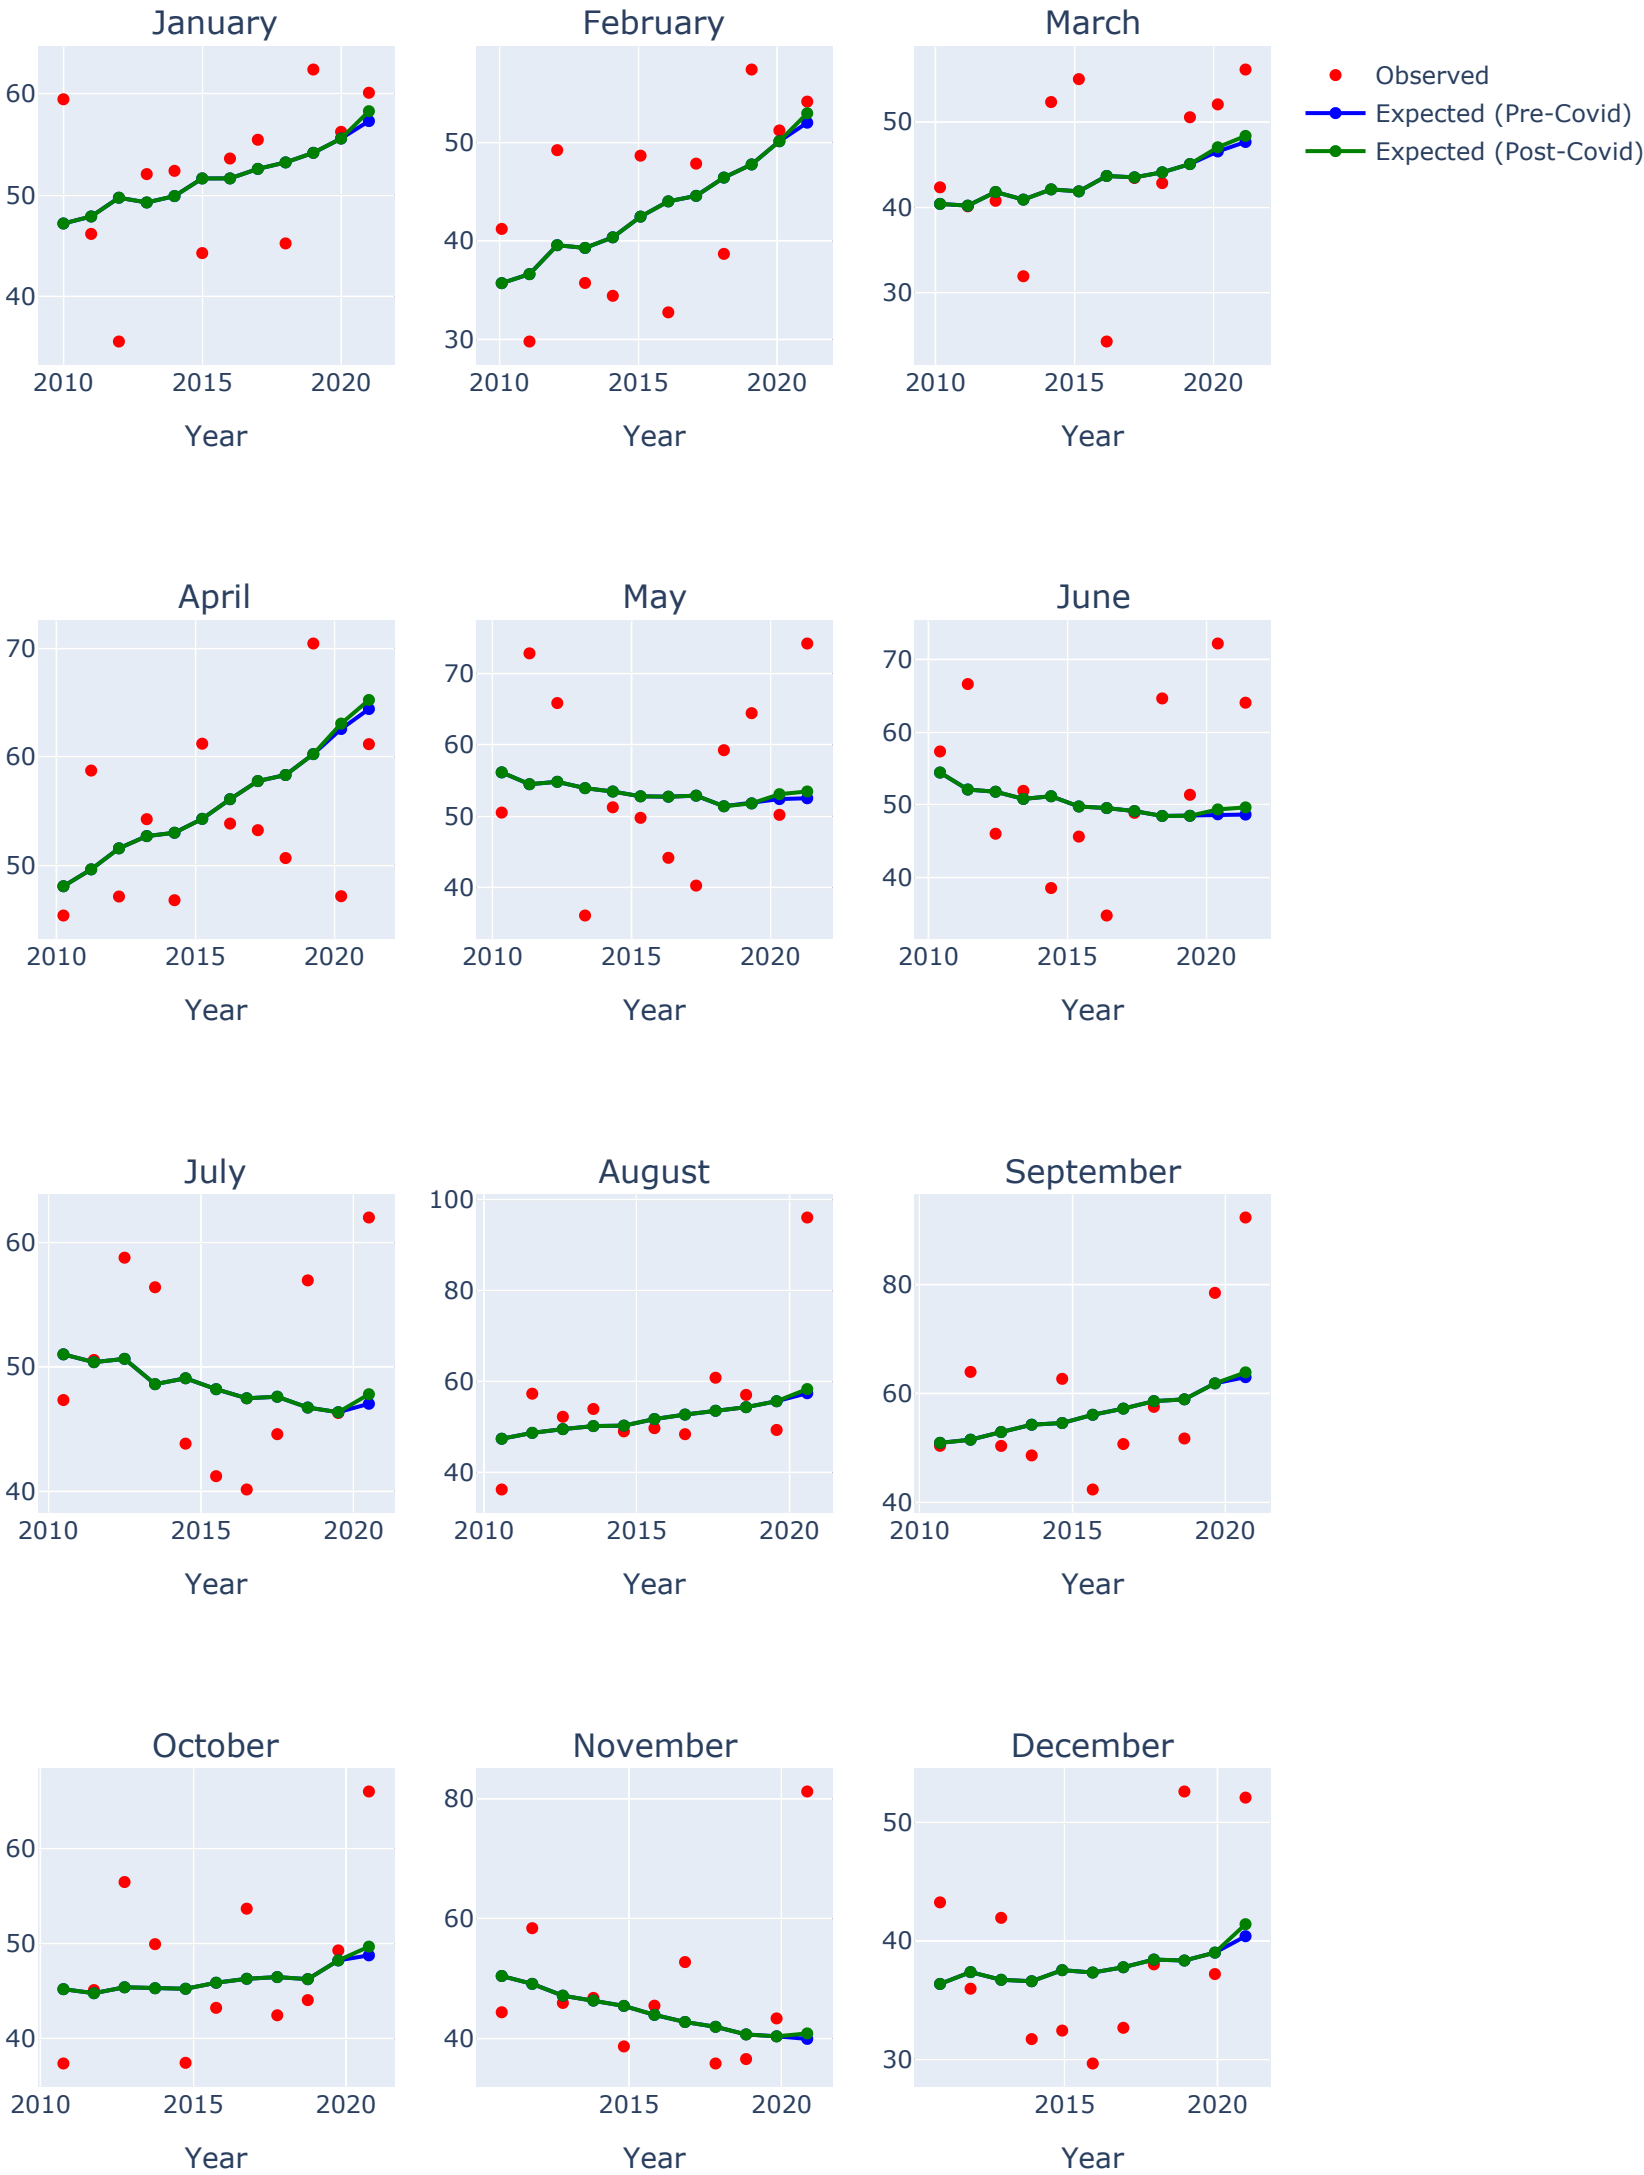 January
February
March
Observed
Expected (Pre-Covid)
Expected (Post-Covid)
60
50
40
2010 2015 2020
Year
50
40
30
2010 2015 2020
Year
50
40
30
2010 2015 2020
Year
April
May
June
70
60
50
2010 2015 2020
Year
70
60
50
40
2010 2015 2020
Year
70
60
50
40
2010 2015 2020
Year
July
August
September
60
50
40
2010 2015 2020
Year
100
80
60
40
2010 2015 2020
Year
80
60
40
2010 2015 2020
Year
October
November
December
60
50
40
2010 2015 2020
Year
80
60
40
2015 2020
Year
50
40
30
2015 2020
Year